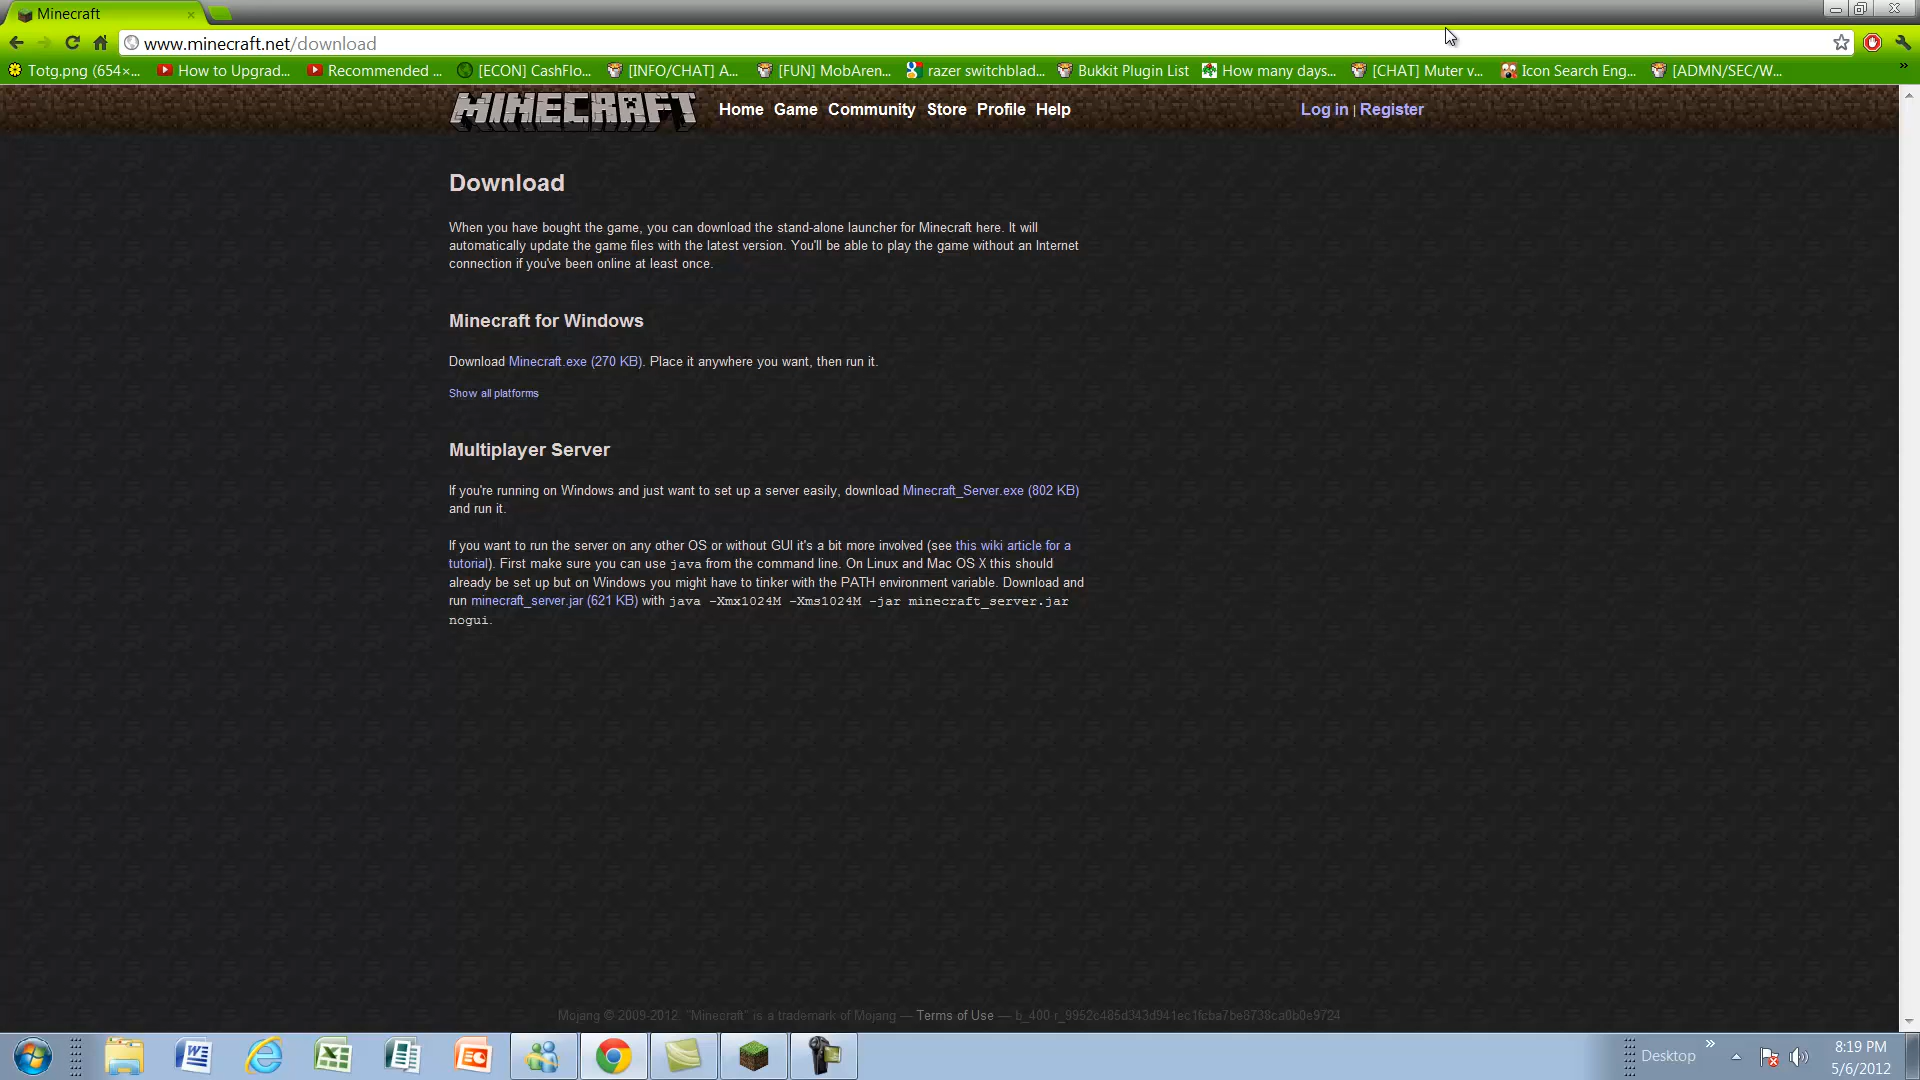 Minecraft
www.minecraft.net/download
Totg.png (654×... How to Upgrad... Recommended ... [ECON] CashFlo... [INFO/CHAT] A... [FUN] MobAren... razer switchblad... Bukkit Plugin List How many days... [CHAT] Muter v... Icon Search Eng... [ADMN/SEC/W... »
MINECRAFT Home Game Community Store Profile Help Log in | Register
Download
When you have bought the game, you can download the stand-alone launcher for Minecraft here. It will
automatically update the game files with the latest version. You'll be able to play the game without an Internet
connection if you've been online at least once.
Minecraft for Windows
Download Minecraft.exe (270 KB). Place it anywhere you want, then run it.
Show all platforms
Multiplayer Server
If you're running on Windows and just want to set up a server easily, download Minecraft_Server.exe (802 KB)
and run it.
If you want to run the server on any other OS or without GUI it's a bit more involved (see this wiki article for a
tutorial). First make sure you can use java from the command line. On Linux and Mac OS X this should
already be set up but on Windows you might have to tinker with the PATH environment variable. Download and
run minecraft_server.jar (621 KB) with java -Xmx1024M -Xms1024M -jar minecraft_server.jar
nogui.
Mojang © 2009-2012. "Minecraft" is a trademark of Mojang — Terms of Use — b_400
Desktop » 8:19 PM
5/6/2012